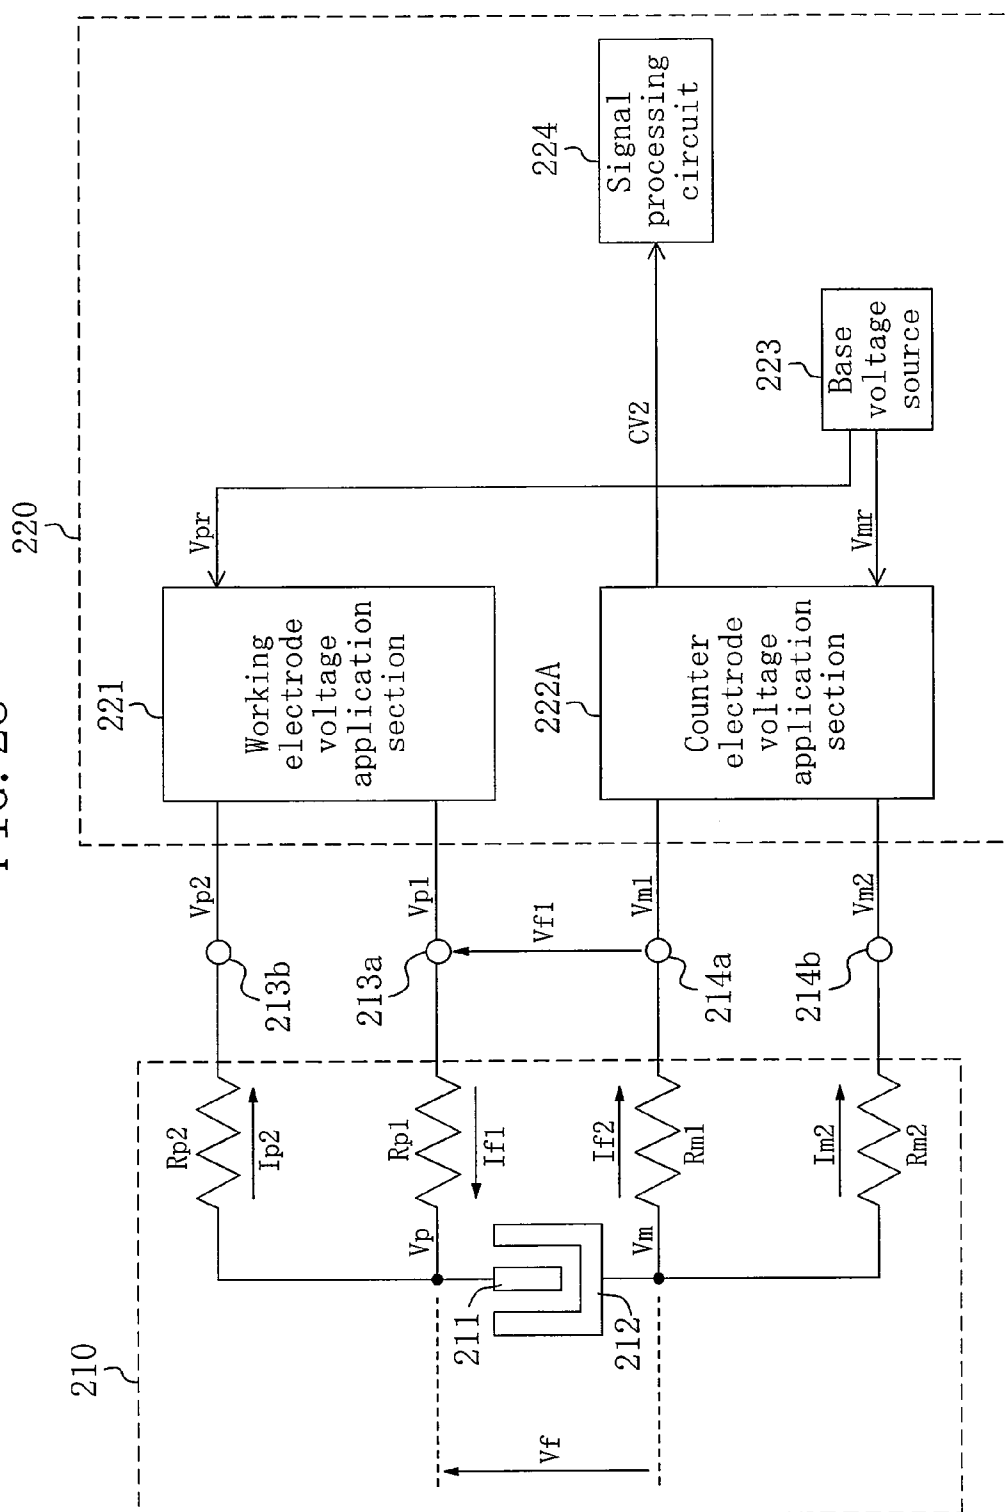 FIG.
220
210
213b
Rp2
Vp2
Vpr
221
Ip2
Working
electrode
voltage
application
section
213a
Rp1
Vp
Vp1
211
If1
Vf
Vf1
224
222A
If2
Signal
processing
circuit
212
Vm
Rm1
Vm1
CV2
214a
Counter
electrode
voltage
application
section
223
214b
Im2
Base
voltage
source
Vm2
Vmr
Rm2